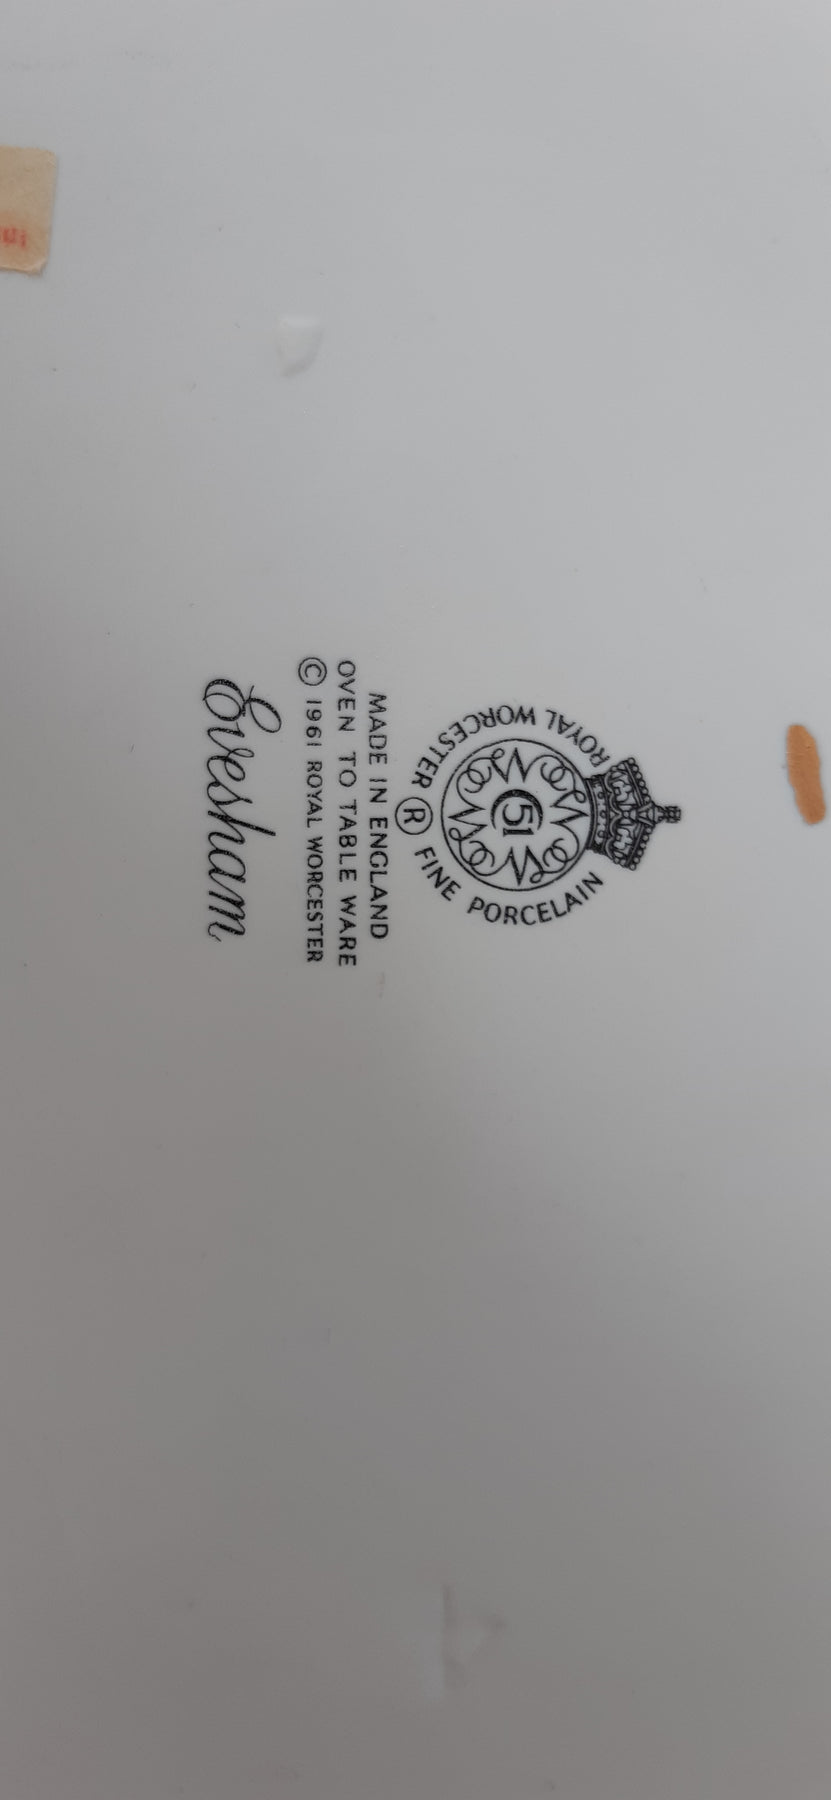 ROYAL WORCESTER ® FINE PORCELAIN
51
MADE IN ENGLAND
OVEN TO TABLE WARE
© 1961 ROYAL WORCESTER
Evesham